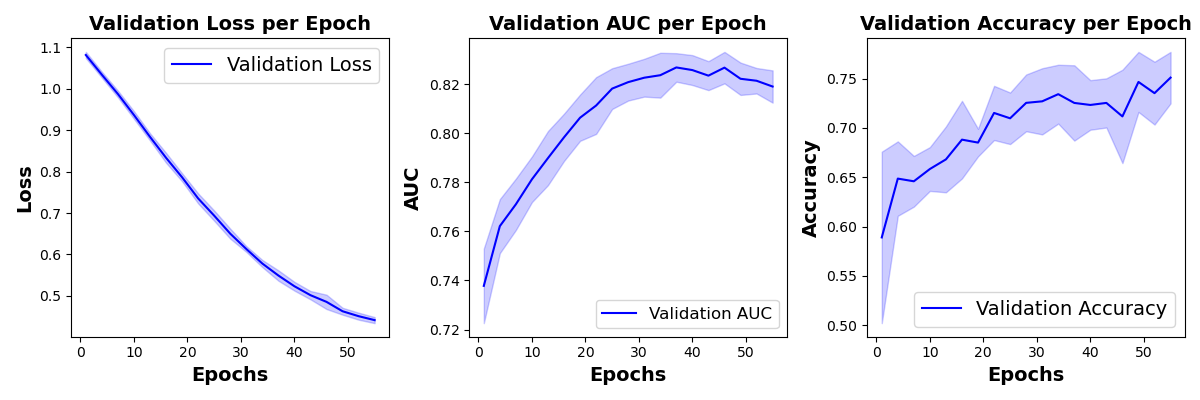 Validation Loss per Epoch
1.1
1.0
0.9
0.8
0.7
0.6
0.5
Loss
Validation Loss
0 10 20 30 40 50
Epochs
Validation AUC per Epoch
0.82
0.80
0.78
0.76
0.74
0.72
AUC
Validation AUC
0 10 20 30 40 50
Epochs
Validation Accuracy per Epoch
0.75
0.70
0.65
0.60
0.55
0.50
Accuracy
Validation Accuracy
0 10 20 30 40 50
Epochs